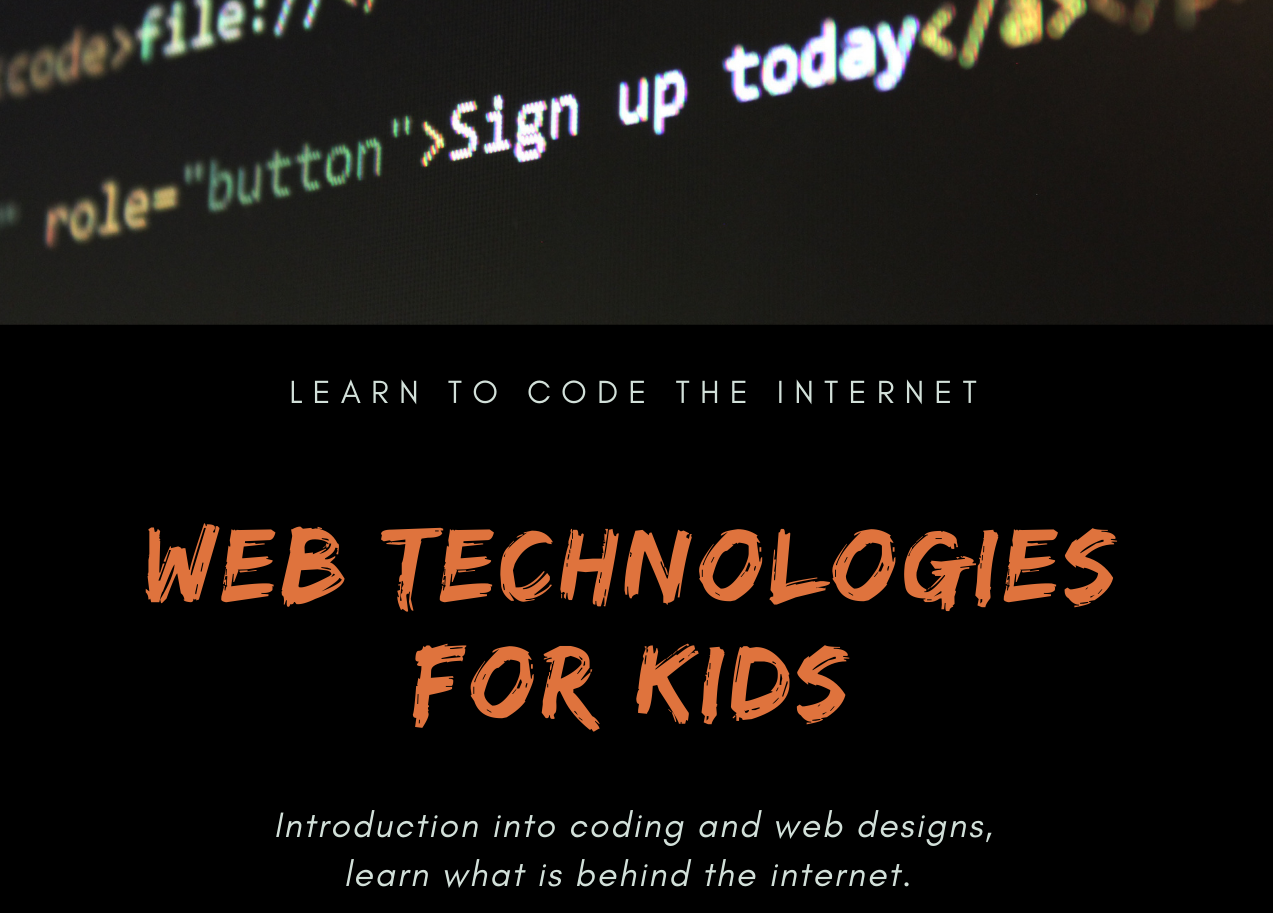 <code>file://</
" role="button">Sign up today</a></p>
LEARN TO CODE THE INTERNET
WEB TECHNOLOGIES
FOR KIDS
Introduction into coding and web designs,
learn what is behind the internet.